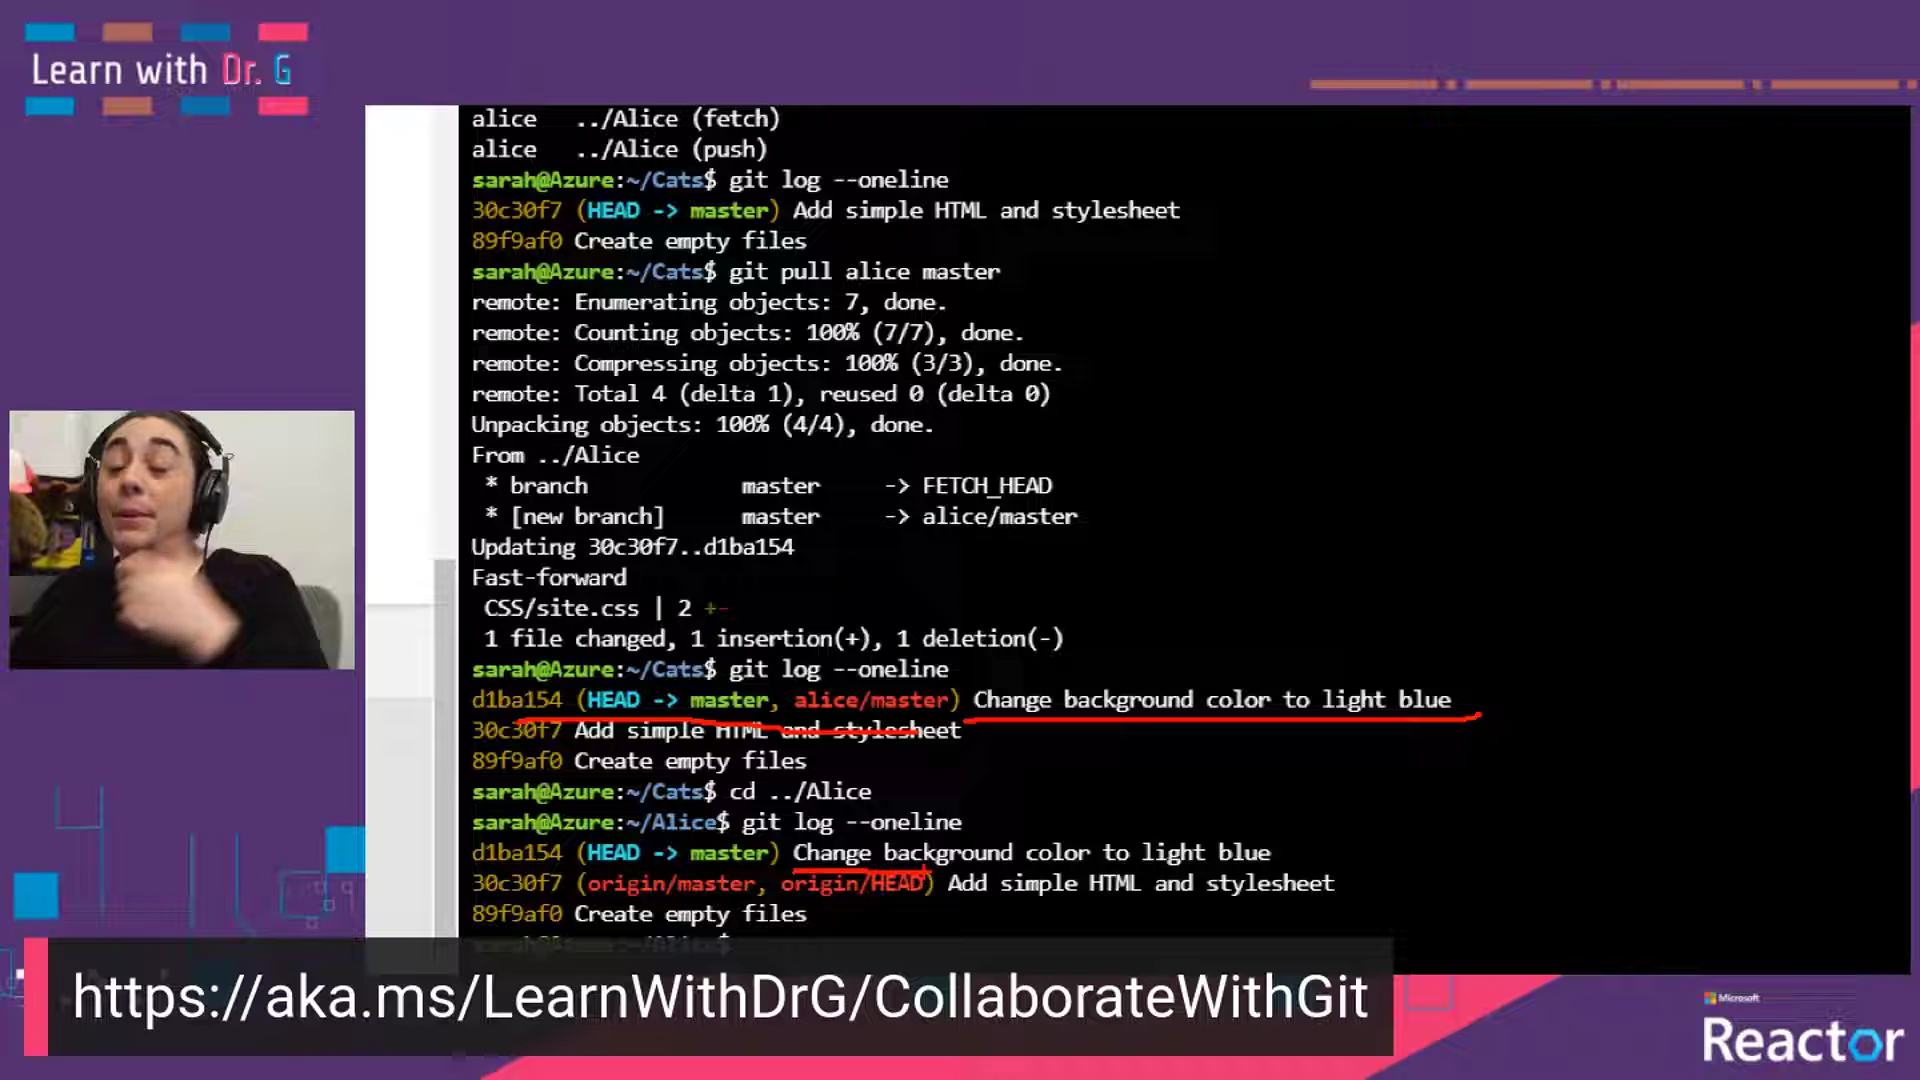 Learn with Dr. G
alice   ../Alice (fetch)
alice   ../Alice (push)
sarah@Azure:~/Cats$ git log --oneline
30c30f7 (HEAD -> master) Add simple HTML and stylesheet
89f9af0 Create empty files
sarah@Azure:~/Cats$ git pull alice master
remote: Enumerating objects: 7, done.
remote: Counting objects: 100% (7/7), done.
remote: Compressing objects: 100% (3/3), done.
remote: Total 4 (delta 1), reused 0 (delta 0)
Unpacking objects: 100% (4/4), done.
From ../Alice
 * branch            master     -> FETCH_HEAD
 * [new branch]      master     -> alice/master
Updating 30c30f7..d1ba154
Fast-forward
 CSS/site.css | 2 +-
 1 file changed, 1 insertion(+), 1 deletion(-)
sarah@Azure:~/Cats$ git log --oneline
d1ba154 (HEAD -> master, alice/master) Change background color to light blue
30c30f7 Add simple HTML and stylesheet
89f9af0 Create empty files
sarah@Azure:~/Cats$ cd ../Alice
sarah@Azure:~/Alice$ git log --oneline
d1ba154 (HEAD -> master) Change background color to light blue
30c30f7 (origin/master, origin/HEAD) Add simple HTML and stylesheet
89f9af0 Create empty files
https://aka.ms/LearnWithDrG/CollaborateWithGit
Microsoft
Reactor